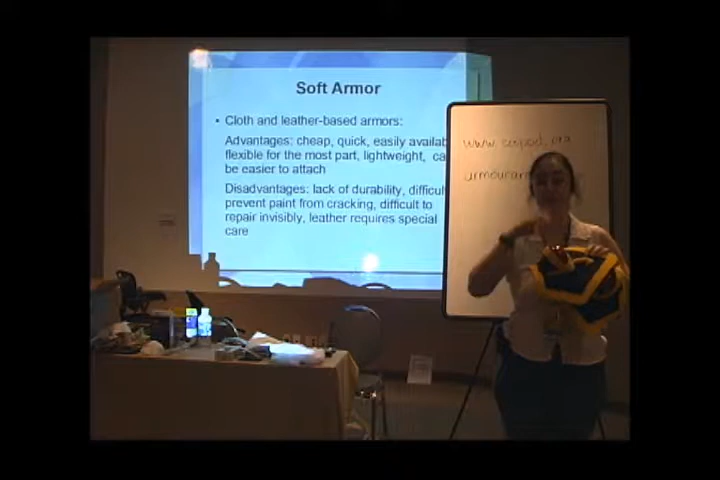 Soft Armor
• Cloth and leather-based armors:
Advantages: cheap, quick, easily availab
flexible for the most part, lightweight, ca
be easier to attach
Disadvantages: lack of durability, difficul
prevent paint from cracking, difficult to
repair invisibly, leather requires special
care
www.
armourar